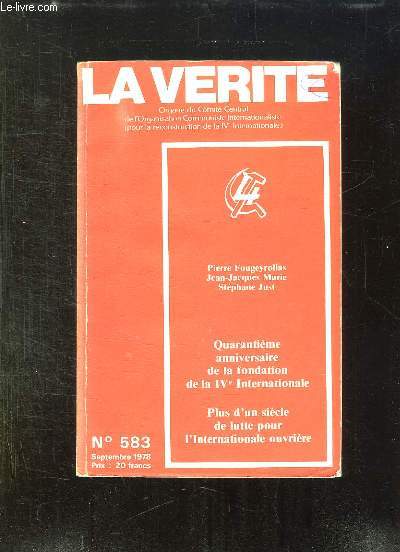 LE-LIVRE.COM
LA VERITE
Organe du Comité Central
de l'Organisation Communiste Internationaliste
(pour la reconstruction de la IVe Internationale)
4
Pierre Fougeyrollas
Jean-Jacques Marie
Stéphane Just
Quarantième
anniversaire
de la fondation
de la IVe Internationale
Plus d'un siècle
de lutte pour
l'Internationale ouvrière
N° 583
Septembre 1978
Prix : 20 francs